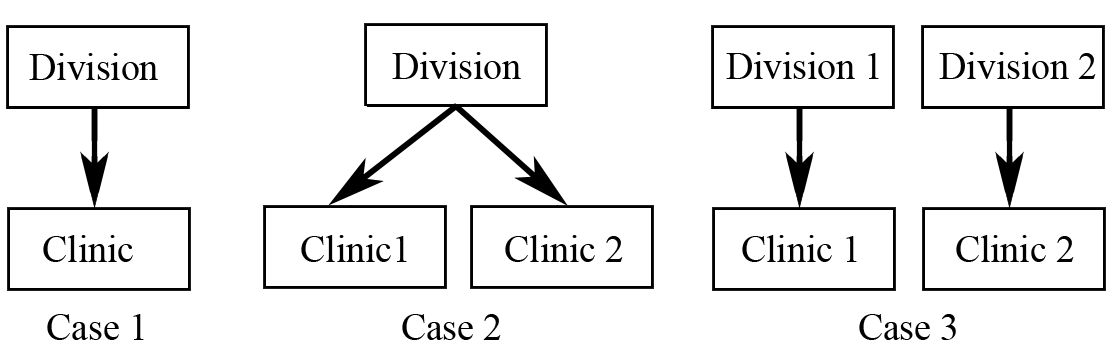 Division
Clinic
Case 1
Division
Clinic1
Clinic 2
Case 2
Division 1
Division 2
Clinic 1
Clinic 2
Case 3